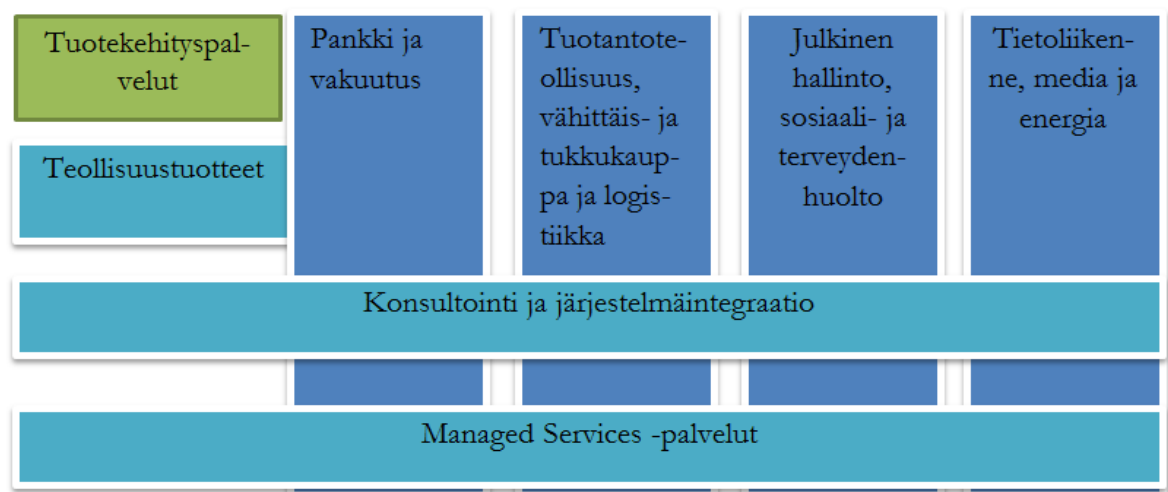 Tuotekehityspal-
velut
Teollisuustuotteet
Pankki ja
vakuutus
Tuotantote-
ollisuus,
vähittäis- ja
tukkukaup-
pa ja logis-
tiikka
Julkinen
hallinto,
sosiaali- ja
terveyden-
huolto
Tietoliiken-
ne, media ja
energia
Konsultointi ja järjestelmäintegraatio
Managed Services -palvelut